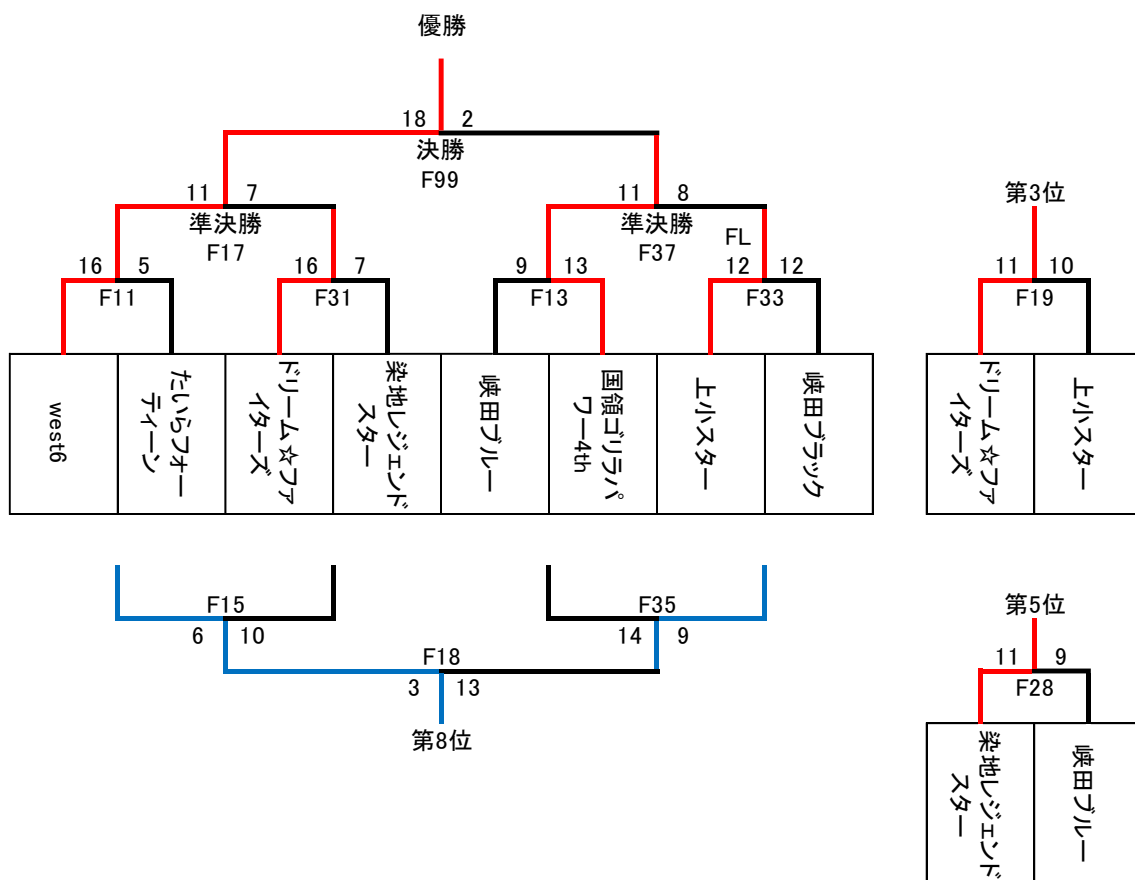 優勝
18 2
決勝
F99
11 7
準決勝
F17
11 8
準決勝
F37
第3位
FL
16 5
F11
16 7
F31
9 13
F13
12 12
F33
11 10
F19
west6
たいらフォー
ティーン
ドリーム☆ファ
イターズ
染地レジェンド
スター
峡田ブルー
国領ゴリラパ
ワー4th
上小スター
峡田ブラック
ドリーム☆ファ
イターズ
上小スター
F15
6 10
F35
14 9
F18
3 13
第8位
第5位
11 9
F28
染地レジェンド
スター
峡田ブルー